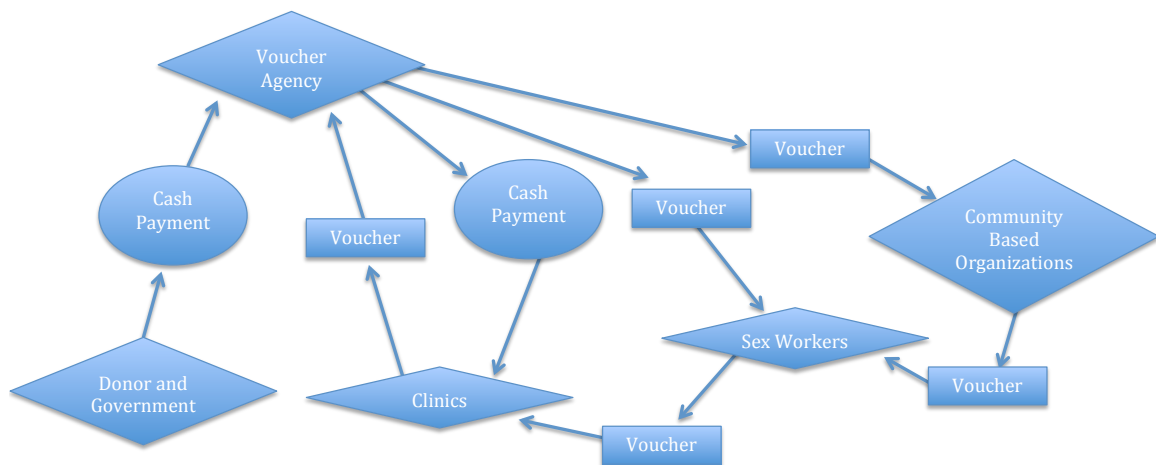 Voucher
Agency
Voucher
Cash
Payment
Cash
Payment
Voucher
Voucher
Community
Based
Organizations
Sex Workers
Donor and
Government
Clinics
Voucher
Voucher